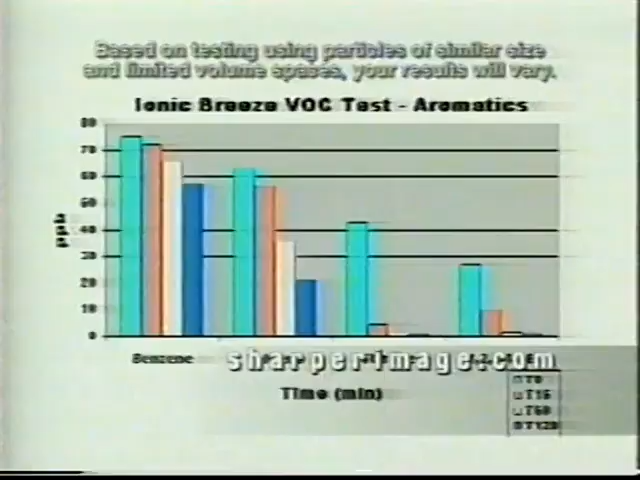 Based on testing using particles of similar size
and limited volume spaces, your results will vary.
Ionic Breeze VOC Test - Aromatics
80
70
60
50
40
30
20
10
0
ppb
Benzene
sharperimage.com
Time (min)
T0
T15
T60
T120